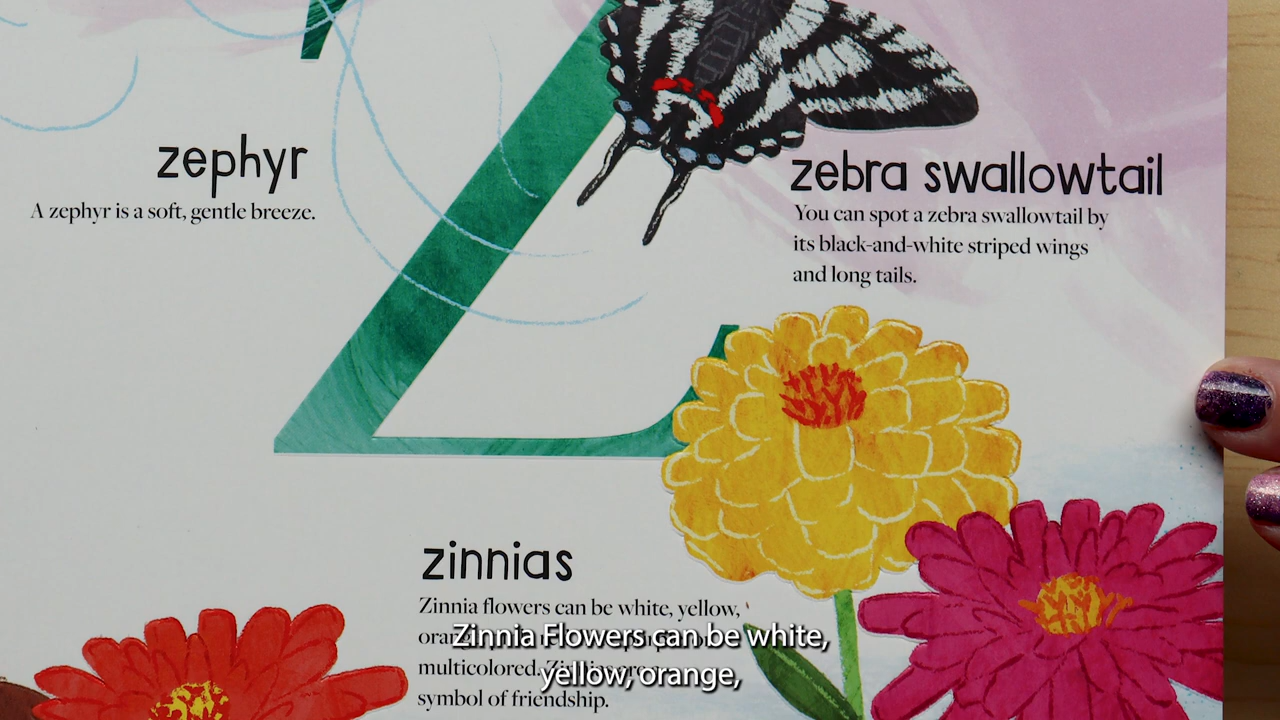 zephyr
A zephyr is a soft, gentle breeze.
zebra swallowtail
You can spot a zebra swallowtail by
its black-and-white striped wings
and long tails.
zinnias
Zinnia flowers can be white, yellow,
multicolored. Zinnias are a
symbol of friendship.
Zinnia Flowers can be white,
yellow, orange,